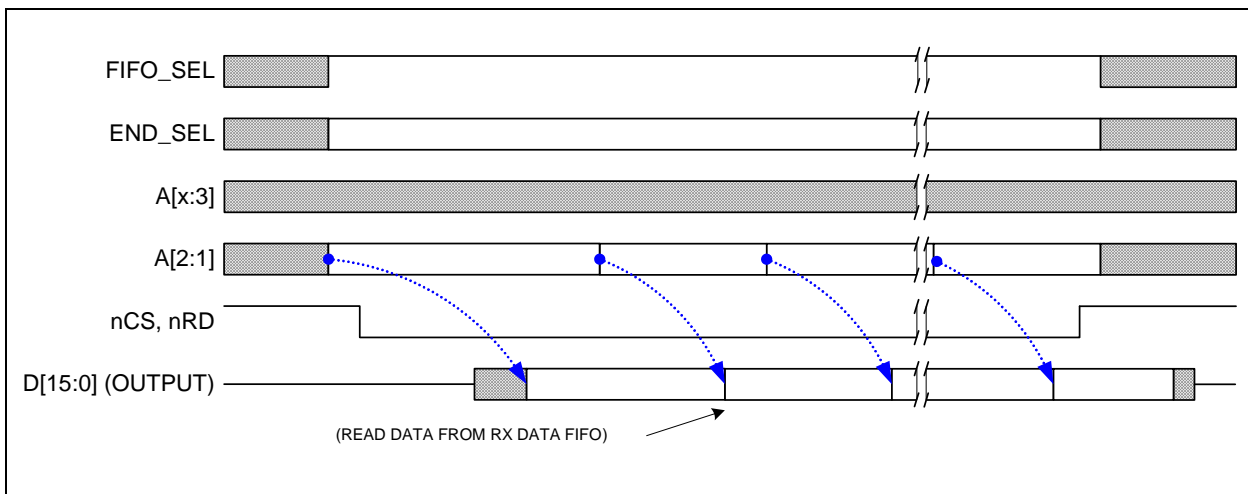 FIFO_SEL
END_SEL
A[x:3]
A[2:1]
nCS, nRD
D[15:0] (OUTPUT)
(READ DATA FROM RX DATA FIFO)